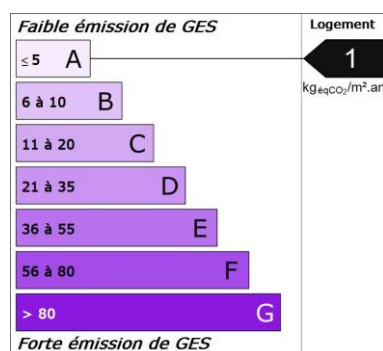 Faible émission de GES
Logement
≤ 5 A
1
kgéqCO₂/m².an
6 à 10 B
11 à 20 C
21 à 35 D
36 à 55 E
56 à 80 F
> 80 G
Forte émission de GES